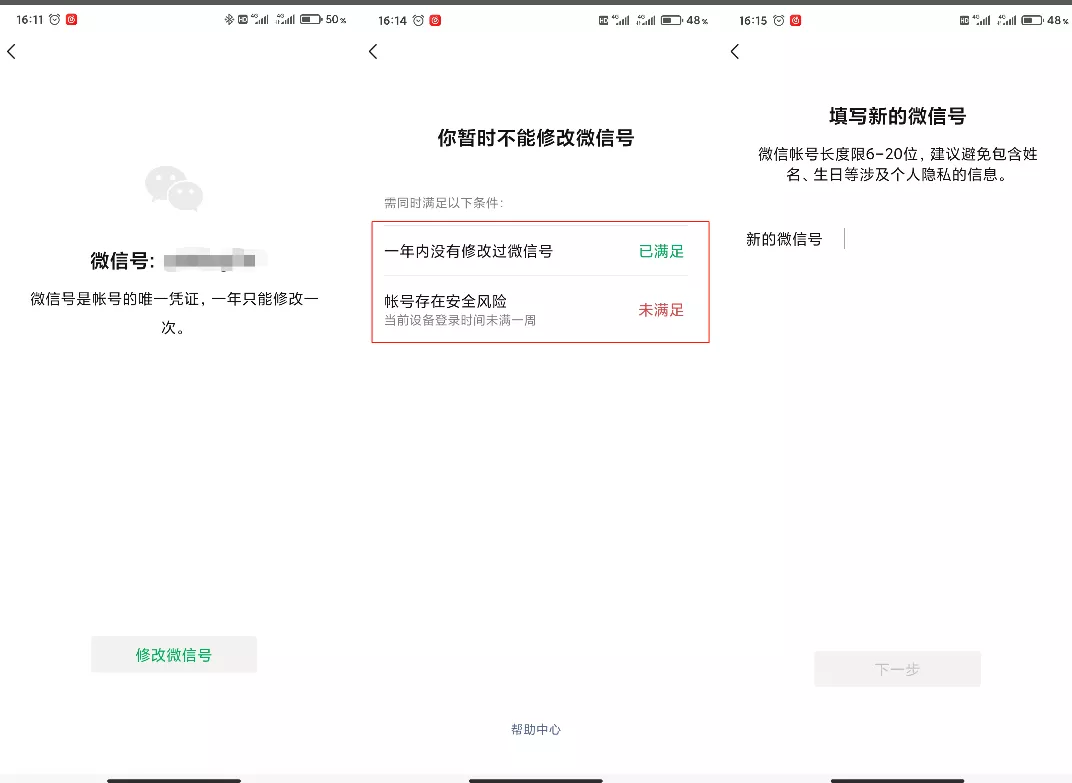 16:11
50%
微信号:
微信号是帐号的唯一凭证,一年只能修改一
次。
修改微信号
16:14
48%
你暂时不能修改微信号
需同时满足以下条件:
一年内没有修改过微信号
已满足
帐号存在安全风险
当前设备登录时间未满一周
未满足
帮助中心
16:15
48%
填写新的微信号
微信帐号长度限6-20位,建议避免包含姓
名、生日等涉及个人隐私的信息。
新的微信号
下一步